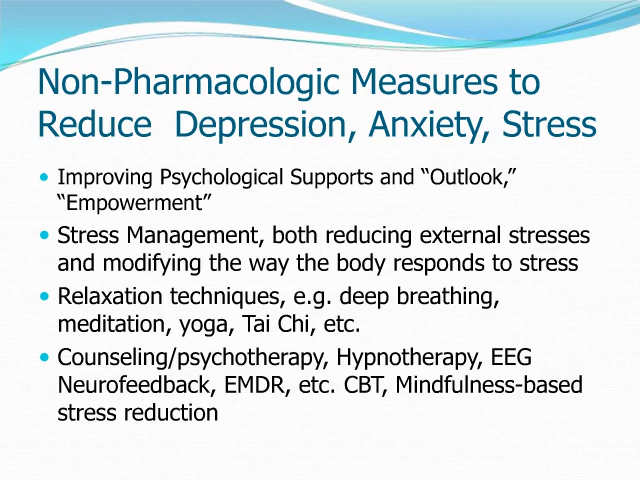 Non-Pharmacologic Measures to
Reduce  Depression, Anxiety, Stress
• Improving Psychological Supports and “Outlook,”
“Empowerment”
• Stress Management, both reducing external stresses
and modifying the way the body responds to stress
• Relaxation techniques, e.g. deep breathing,
meditation, yoga, Tai Chi, etc.
• Counseling/psychotherapy, Hypnotherapy, EEG
Neurofeedback, EMDR, etc. CBT, Mindfulness-based
stress reduction